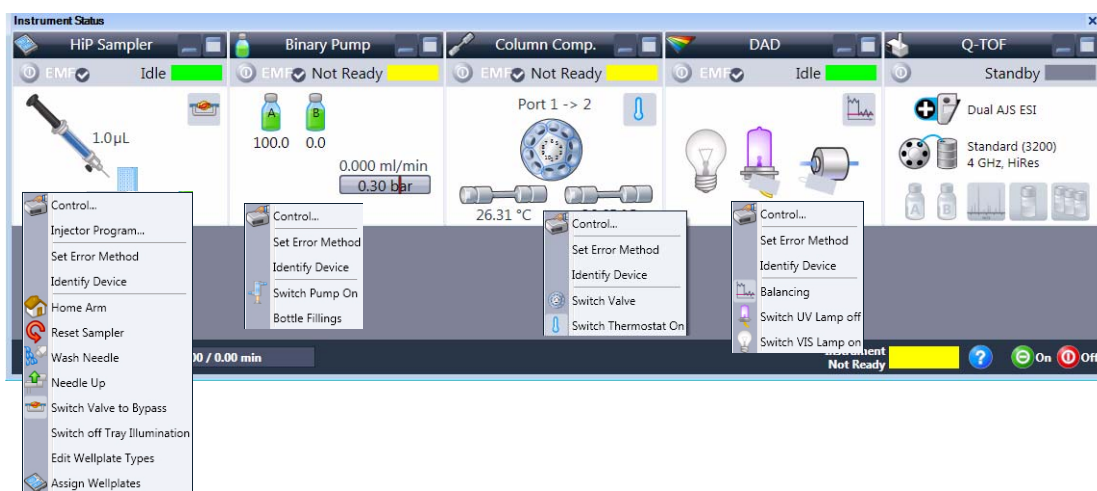 Instrument Status
HiP Sampler
EMF
Idle
1.0 µL
Binary Pump
EMF
Not Ready
A
B
100.0 0.0
0.000 ml/min
0.30 bar
Column Comp.
EMF
Not Ready
Port 1 -> 2
26.31 °C
DAD
EMF
Idle
Q-TOF
Standby
Dual AJS ESI
Standard (3200)
4 GHz, HiRes
A
B
Control...
Injector Program...
Set Error Method
Identify Device
Home Arm
Reset Sampler
Wash Needle
Needle Up
Switch Valve to Bypass
Switch off Tray Illumination
Edit Wellplate Types
Assign Wellplates
Control...
Set Error Method
Identify Device
Switch Pump On
Bottle Fillings
Control...
Set Error Method
Identify Device
Switch Valve
Switch Thermostat On
Control...
Set Error Method
Identify Device
Balancing
Switch UV Lamp off
Switch VIS Lamp on
/ 0.00 min
Instrument
Not Ready
?
On
Off